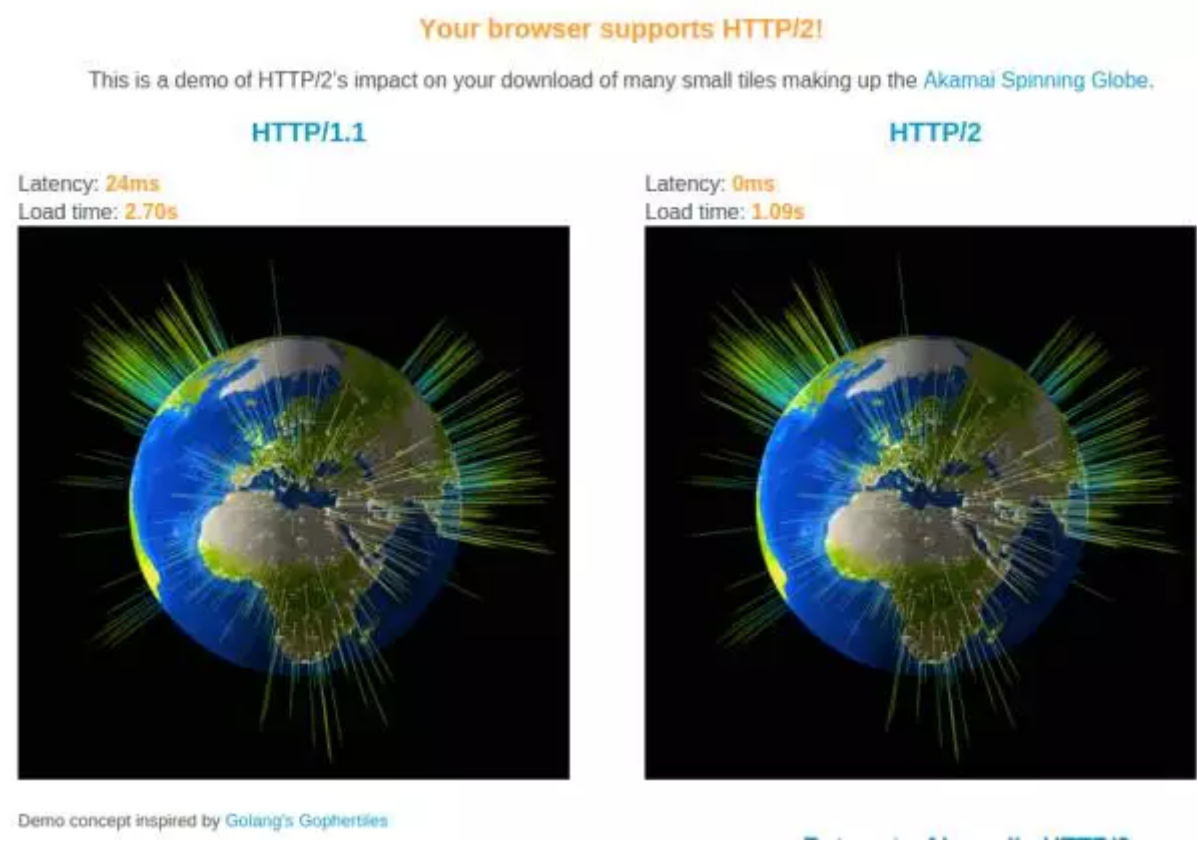 Your browser supports HTTP/2!
This is a demo of HTTP/2's impact on your download of many small tiles making up the Akamai Spinning Globe.
HTTP/1.1
Latency: 24ms
Load time: 2.70s
HTTP/2
Latency: 0ms
Load time: 1.09s
Demo concept inspired by Golang's Gophertiles